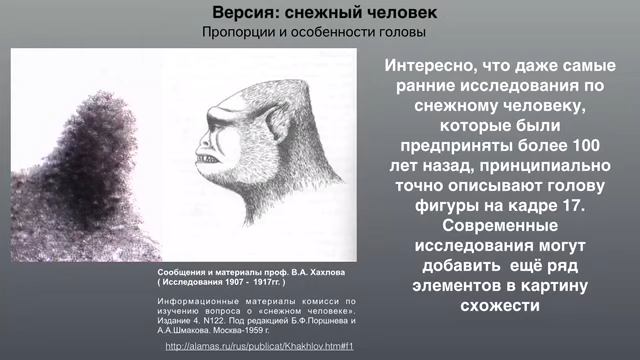 Версия: снежный человек
Пропорции и особенности головы
Интересно, что даже самые
ранние исследования по
снежному человеку,
которые были
предприняты более 100
лет назад, принципиально
точно описывают голову
фигуры на кадре 17.
Современные
исследования могут
добавить ещё ряд
элементов в картину
схожести
Сообщения и материалы проф. В.А. Хахлова
( Исследования 1907 - 1917гг. )
Информационные материалы комисси по
изучению вопроса о «снежном человеке».
Издание 4. N122. Под редакцией Б.Ф.Поршнева и
А.А.Шмакова. Москва-1959 г.
http://alamas.ru/rus/publicat/Khakhlov.htm#f1